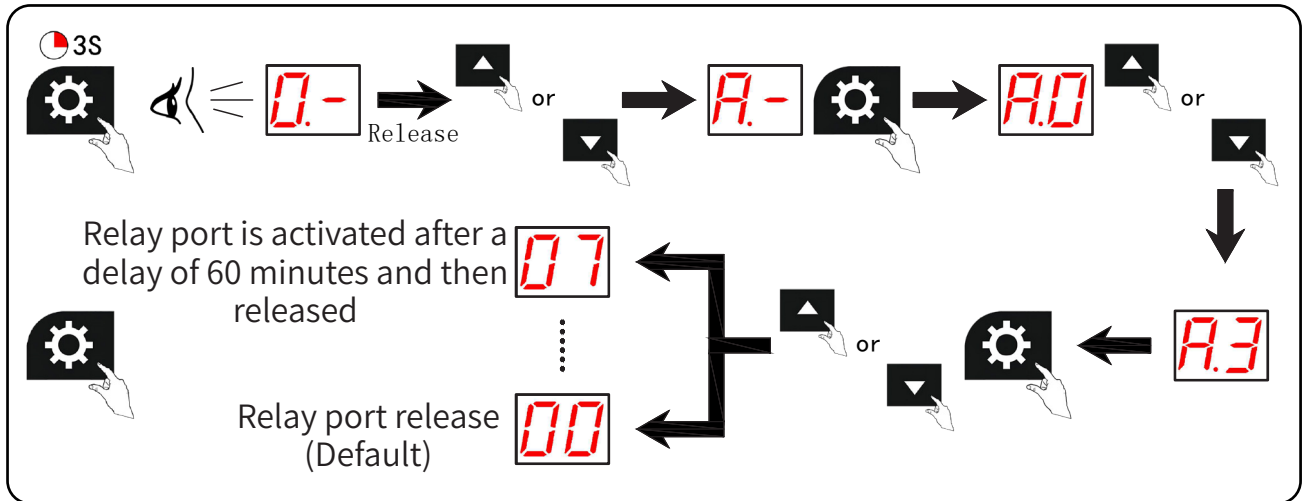 3S
0.-
Release
or
A.-
A.0
or
A.3
or
Relay port is activated after a
delay of 60 minutes and then
released
07
Relay port release
(Default)
00